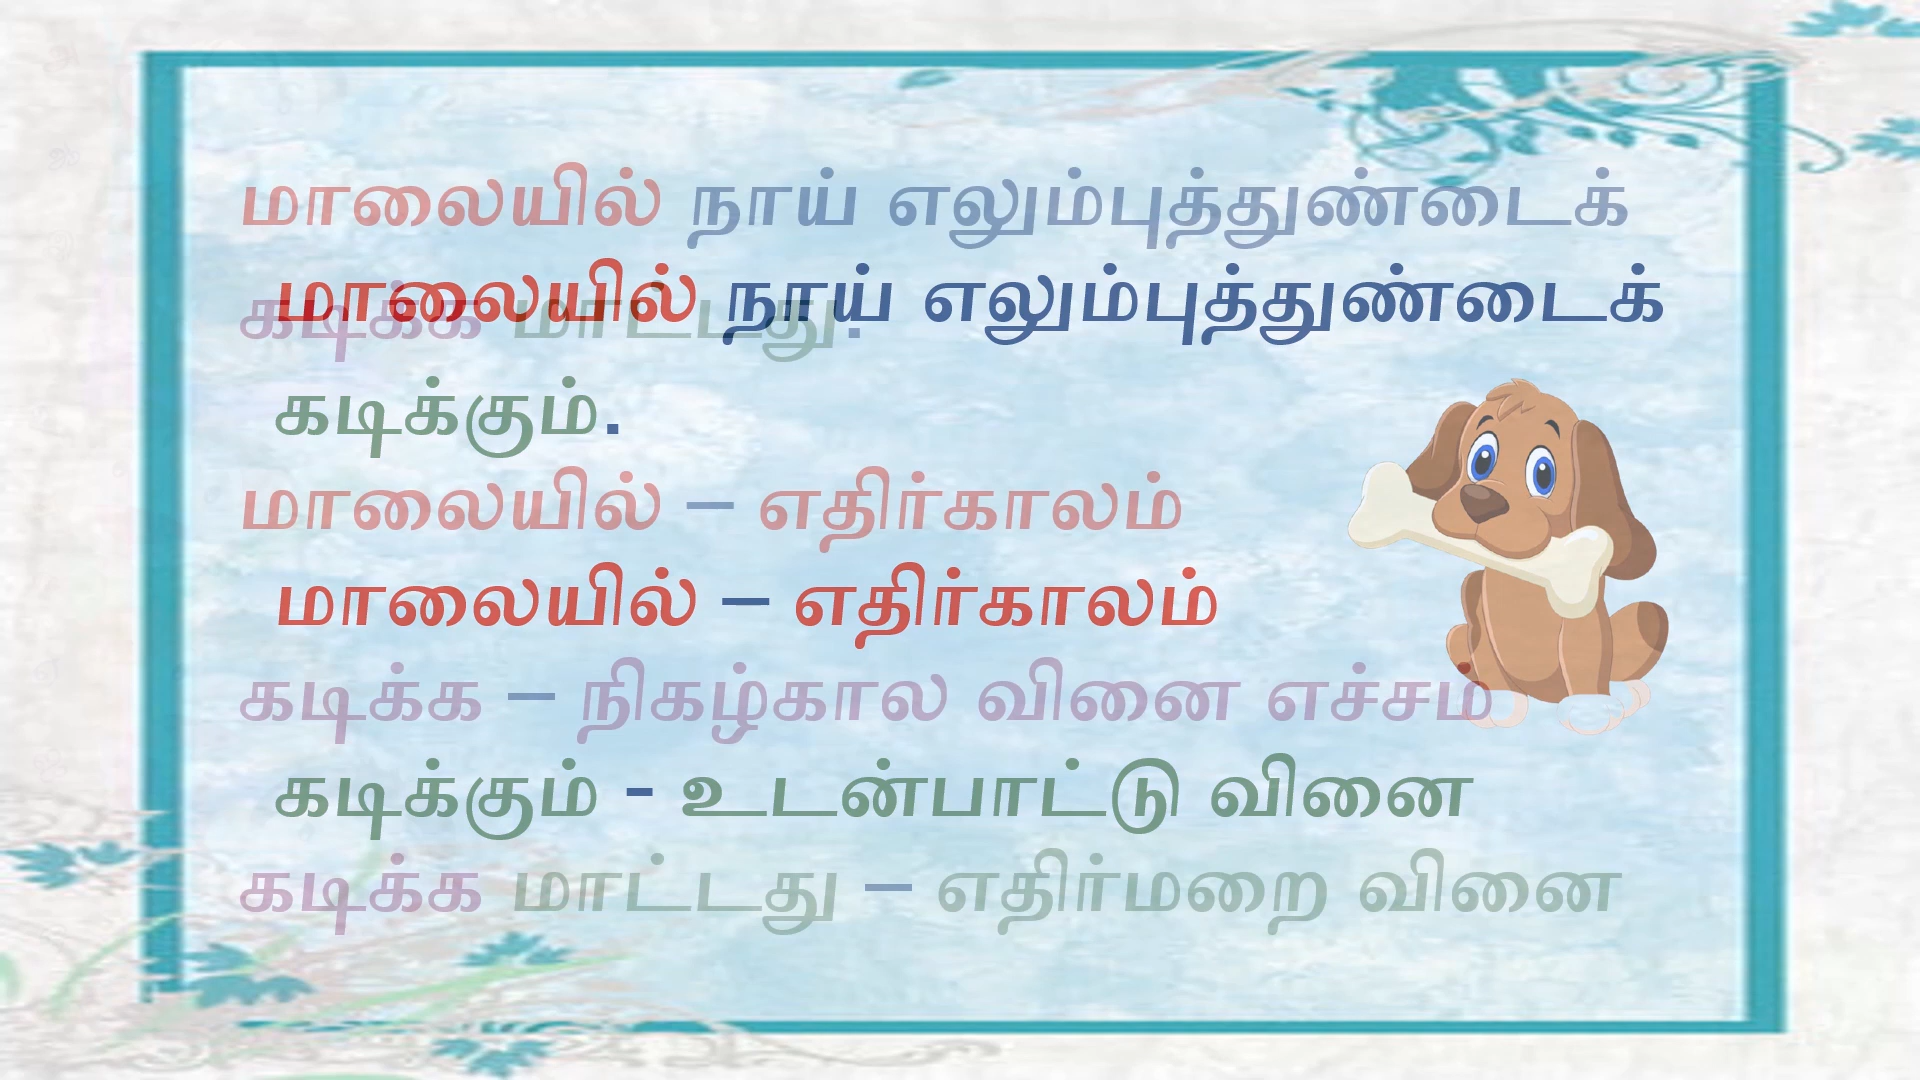 மாலையில் நாய் எலும்புத்துண்டைக்
மாலையில் நாய் எலும்புத்துண்டைக்
கடிக்க மாட்டது.
கடிக்கும்.
மாலையில் – எதிர்காலம்
மாலையில் – எதிர்காலம்
கடிக்க – நிகழ்கால வினை எச்சம்
கடிக்கும் - உடன்பாட்டு வினை
கடிக்க மாட்டது – எதிர்மறை வினை